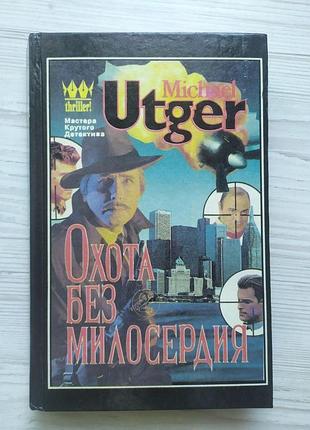 thriller!
Мастера
Крутого
Детектива
Michael
Utger
ОХОТА
БЕЗ
МИЛОСЕРДИЯ